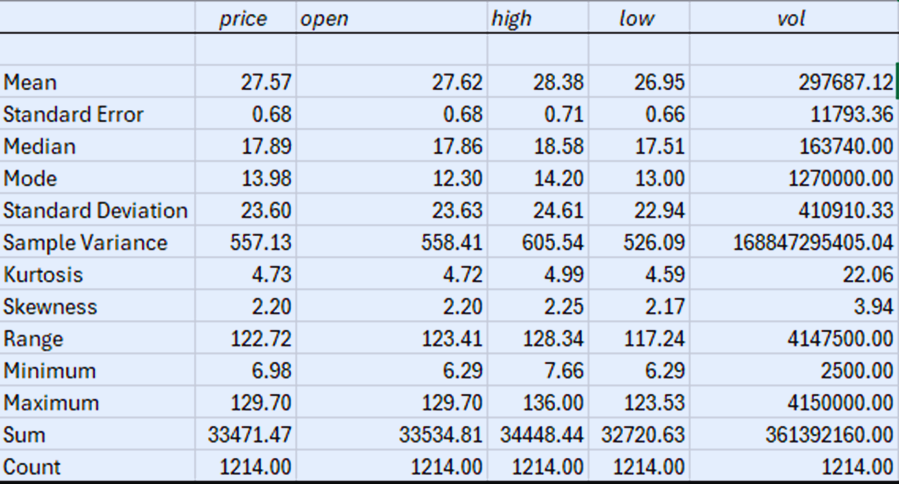 price open high low vol
Mean 27.57 27.62 28.38 26.95 297687.12
Standard Error 0.68 0.68 0.71 0.66 11793.36
Median 17.89 17.86 18.58 17.51 163740.00
Mode 13.98 12.30 14.20 13.00 1270000.00
Standard Deviation 23.60 23.63 24.61 22.94 410910.33
Sample Variance 557.13 558.41 605.54 526.09 168847295405.04
Kurtosis 4.73 4.72 4.99 4.59 22.06
Skewness 2.20 2.20 2.25 2.17 3.94
Range 122.72 123.41 128.34 117.24 4147500.00
Minimum 6.98 6.29 7.66 6.29 2500.00
Maximum 129.70 129.70 136.00 123.53 4150000.00
Sum 33471.47 33534.81 34448.44 32720.63 361392160.00
Count 1214.00 1214.00 1214.00 1214.00 1214.00